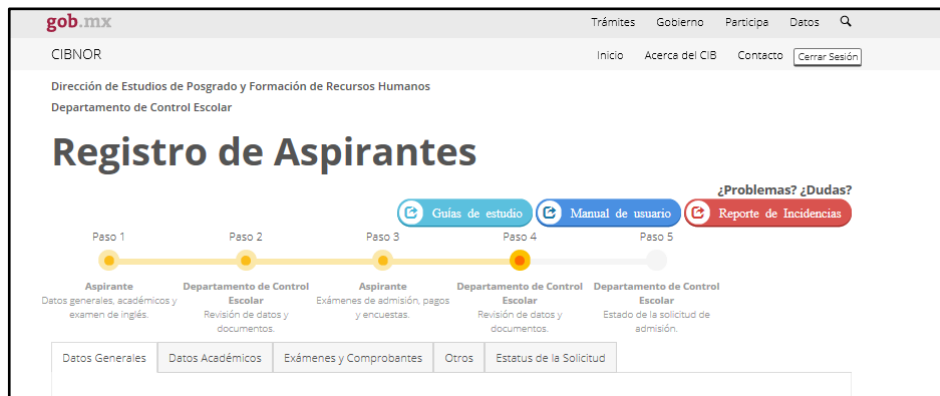 gob.mx Trámites Gobierno Participa Datos
CIBNOR Inicio Acerca del CIB Contacto Cerrar Sesión
Dirección de Estudios de Posgrado y Formación de Recursos Humanos
Departamento de Control Escolar
Registro de Aspirantes
¿Problemas? ¿Dudas?
Guías de estudio Manual de usuario Reporte de Incidencias
Paso 1 Paso 2 Paso 3 Paso 4 Paso 5
Aspirante Departamento de Control Aspirante Departamento de Control Departamento de Control
Datos generales, académicos y Escolar Exámenes de admisión, pagos Escolar Escolar
examen de inglés. Revisión de datos y y encuestas. Revisión de datos y Estado de la solicitud de
documentos. documentos. admisión.
Datos Generales Datos Académicos Exámenes y Comprobantes Otros Estatus de la Solicitud